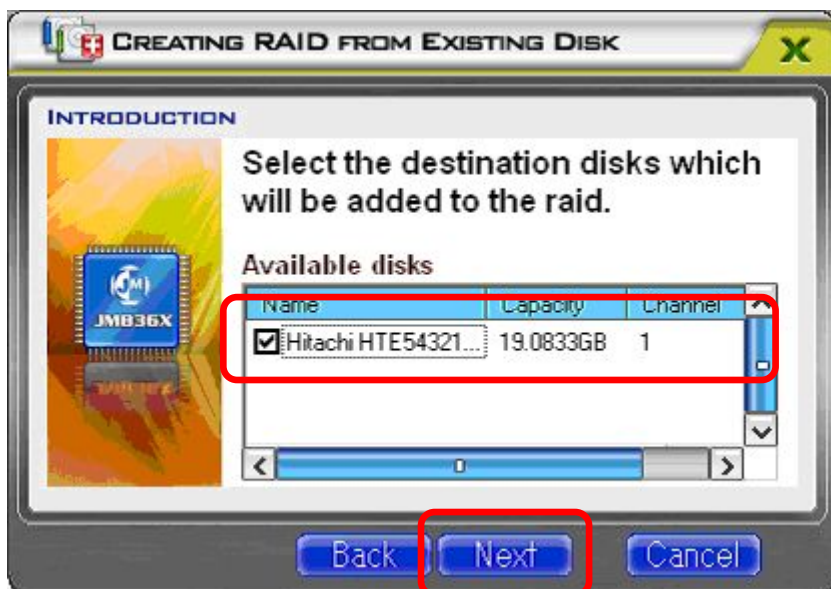 CREATING RAID FROM EXISTING DISK
X
INTRODUCTION
Select the destination disks which
will be added to the raid.
Available disks
Name Capacity Channel
Hitachi HTE54321... 19.0833GB 1
JMB36X
Back Next Cancel